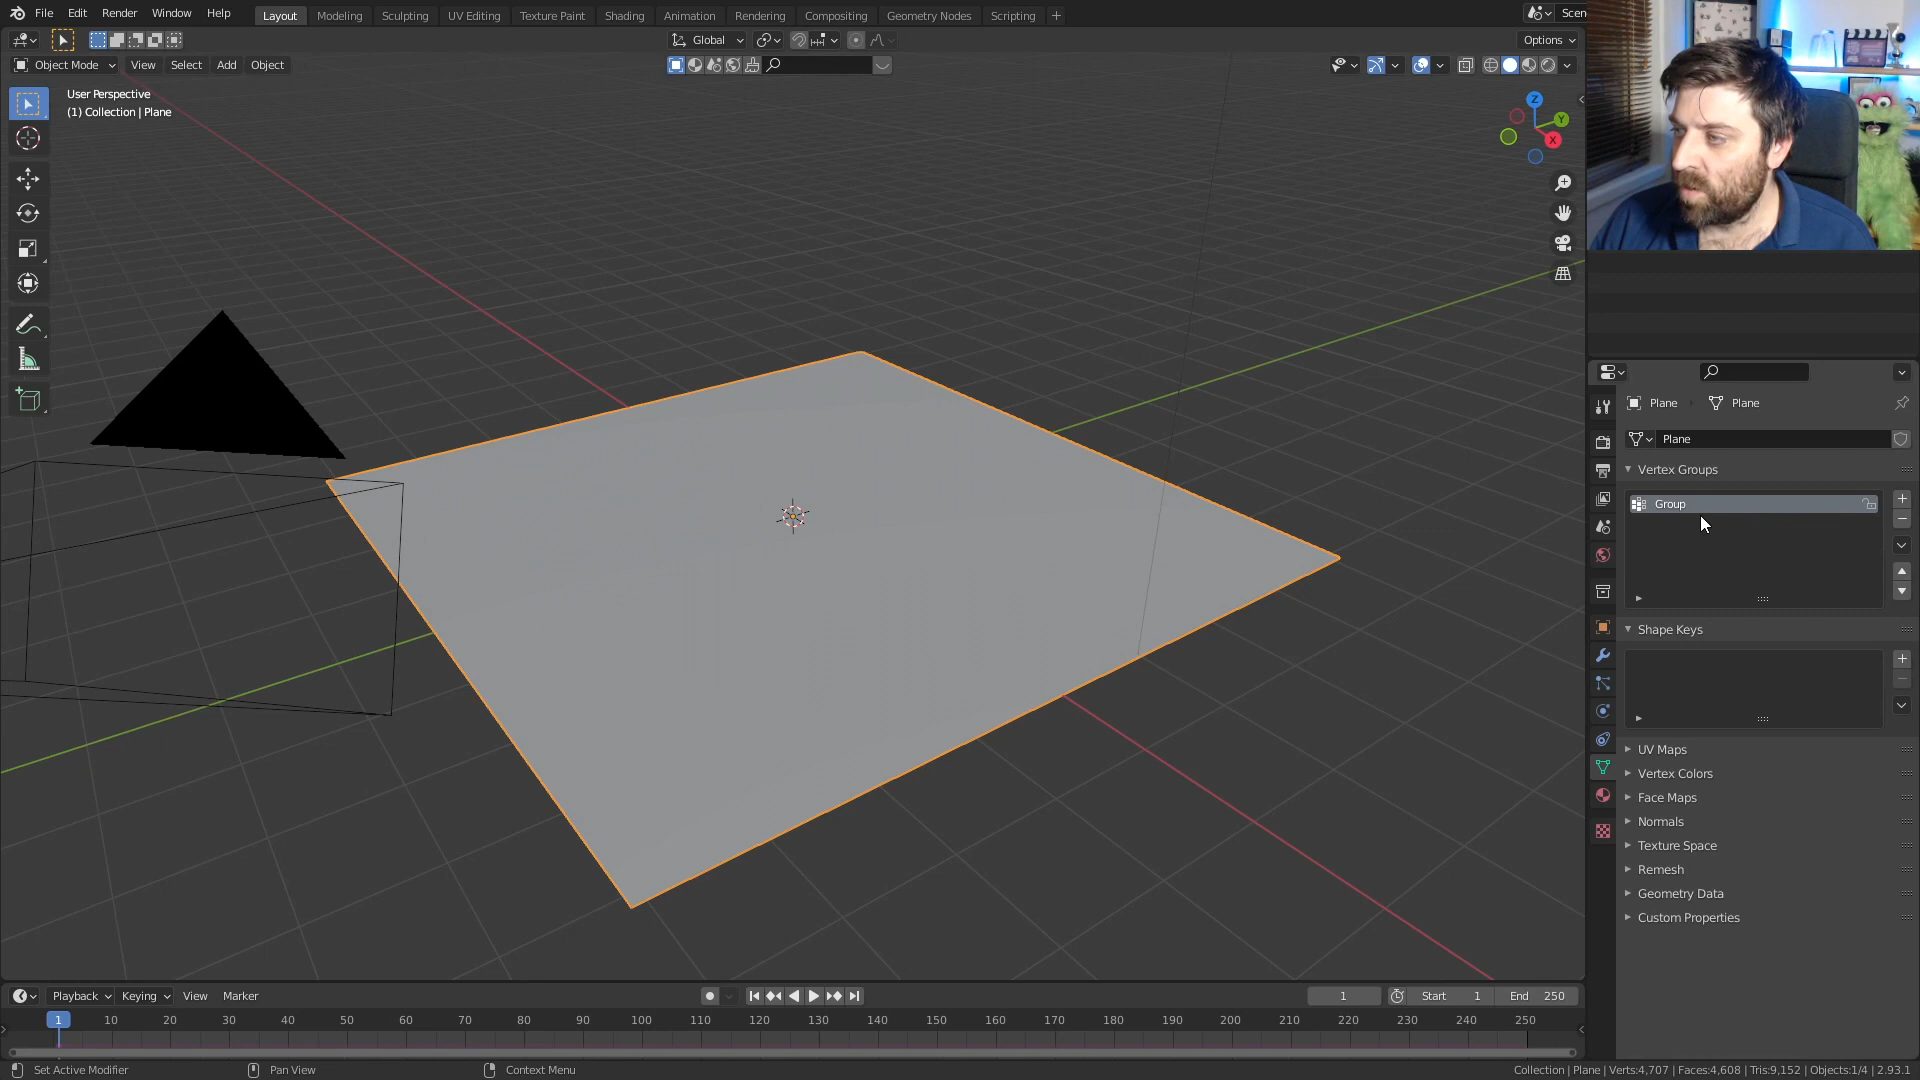 File Edit Render Window Help Layout Modeling Sculpting UV Editing Texture Paint Shading Animation Rendering Compositing Geometry Nodes Scripting + Scen
Global Options
Object Mode View Select Add Object
User Perspective
(1) Collection | Plane
Z
Y
X
Plane Plane
Plane
Vertex Groups
Group
Shape Keys
UV Maps
Vertex Colors
Face Maps
Normals
Texture Space
Remesh
Geometry Data
Custom Properties
Playback Keying View Marker 1 Start 1 End 250
1 10 20 30 40 50 60 70 80 90 100 110 120 130 140 150 160 170 180 190 200 210 220 230 240 250
Set Active Modifier Pan View Context Menu Collection | Plane | Verts:4,707 | Faces:4,608 | Tris:9,152 | Objects:1/4 | 2.93.1